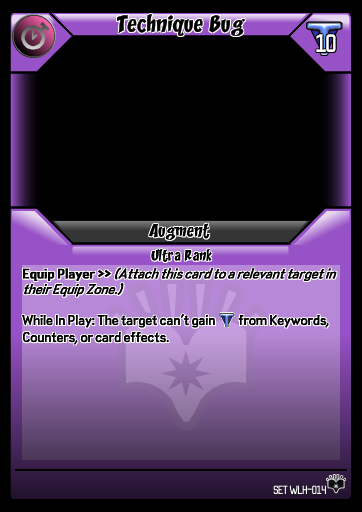 Technique Bug
10
Augment
Ultra Rank
Equip Player >> (Attach this card to a relevant target in
their Equip Zone.)
While In Play: The target can't gain T from Keywords,
Counters, or card effects.
SET WLH-014